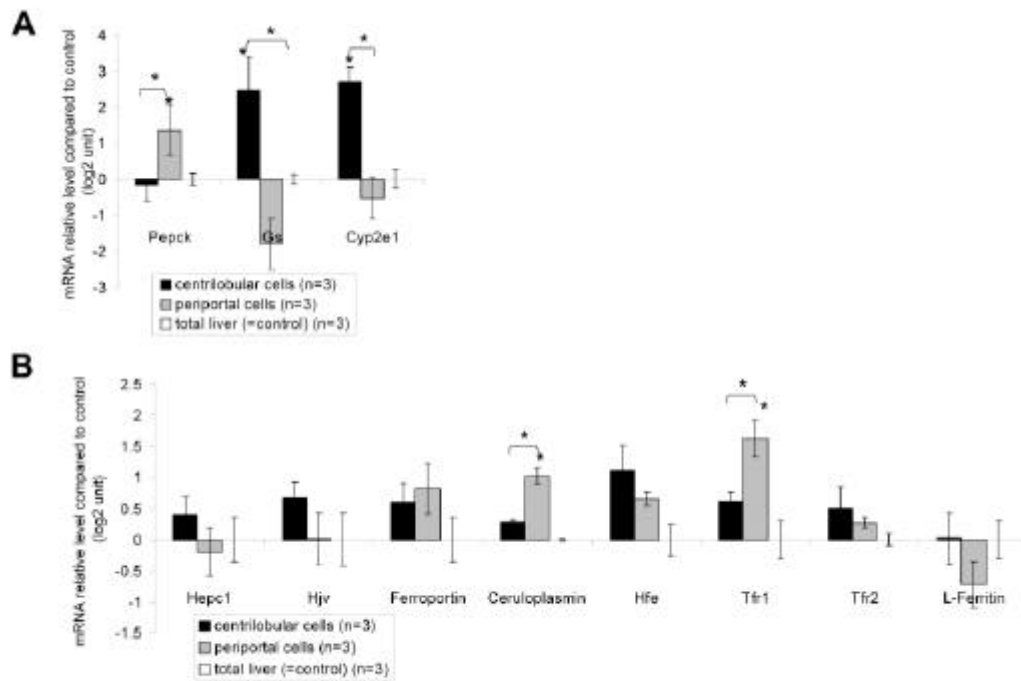 A
mRNA relative level compared to control
(log2 unit)
4
3
2
1
0
-1
-2
-3
* * * * * *
Pepck Gs Cyp2e1
centrilobular cells (n=3)
periportal cells (n=3)
total liver (=control) (n=3)
B
mRNA relative level compared to control
(log2 unit)
2.5
2
1.5
1
0.5
0
-0.5
-1
-1.5
* * * *
Hepc1 Hjv Ferroportin Ceruloplasmin Hfe Tfr1 Tfr2 L-Ferritin
centrilobular cells (n=3)
periportal cells (n=3)
total liver (=control) (n=3)